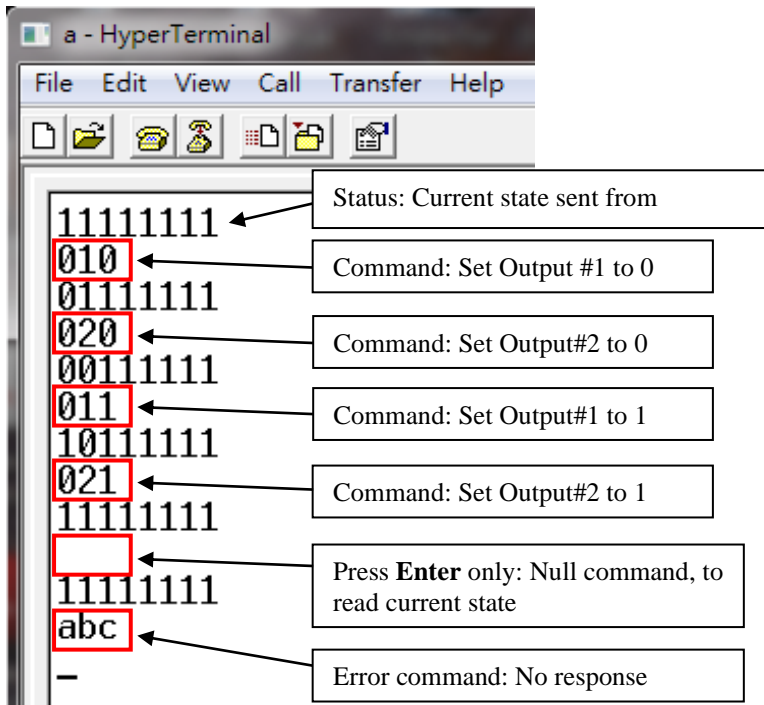 a - HyperTerminal
File Edit View Call Transfer Help
11111111
Status: Current state sent from
010
Command: Set Output #1 to 0
01111111
020
Command: Set Output#2 to 0
00111111
011
Command: Set Output#1 to 1
10111111
021
Command: Set Output#2 to 1
11111111
Press Enter only: Null command, to
read current state
11111111
abc
Error command: No response